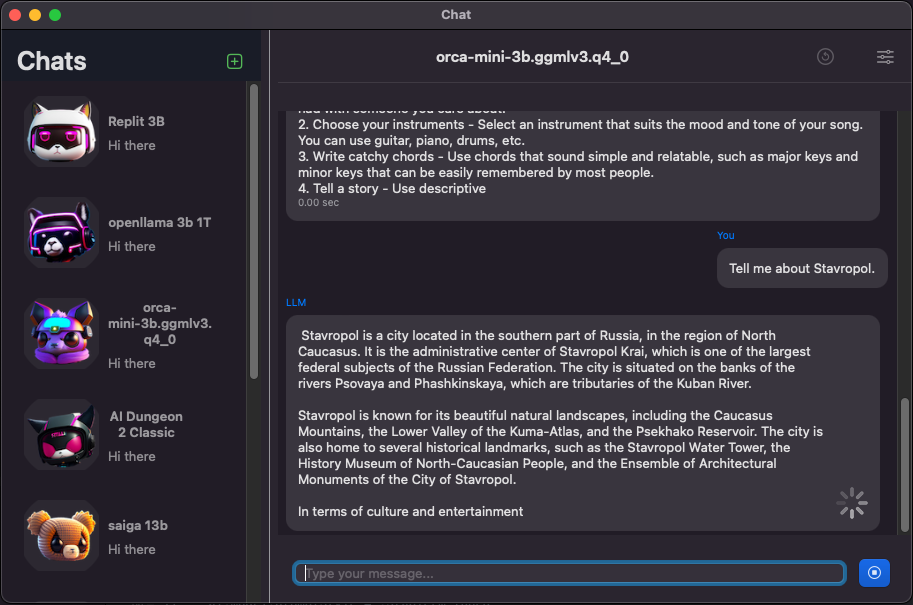 Chat
Chats
Replit 3B
Hi there
openllama 3b 1T
Hi there
orca-
mini-3b.ggmlv3.
q4_0
Hi there
AI Dungeon
2 Classic
Hi there
saiga 13b
Hi there
orca-mini-3b.ggmlv3.q4_0
had with someone you care about
2. Choose your instruments - Select an instrument that suits the mood and tone of your song.
You can use guitar, piano, drums, etc.
3. Write catchy chords - Use chords that sound simple and relatable, such as major keys and
minor keys that can be easily remembered by most people.
4. Tell a story - Use descriptive
0.00 sec
You
Tell me about Stavropol.
LLM
Stavropol is a city located in the southern part of Russia, in the region of North
Caucasus. It is the administrative center of Stavropol Krai, which is one of the largest
federal subjects of the Russian Federation. The city is situated on the banks of the
rivers Psovaya and Phashkinskaya, which are tributaries of the Kuban River.
Stavropol is known for its beautiful natural landscapes, including the Caucasus
Mountains, the Lower Valley of the Kuma-Atlas, and the Psekhako Reservoir. The city is
also home to several historical landmarks, such as the Stavropol Water Tower, the
History Museum of North-Caucasian People, and the Ensemble of Architectural
Monuments of the City of Stavropol.
In terms of culture and entertainment
Type your message...